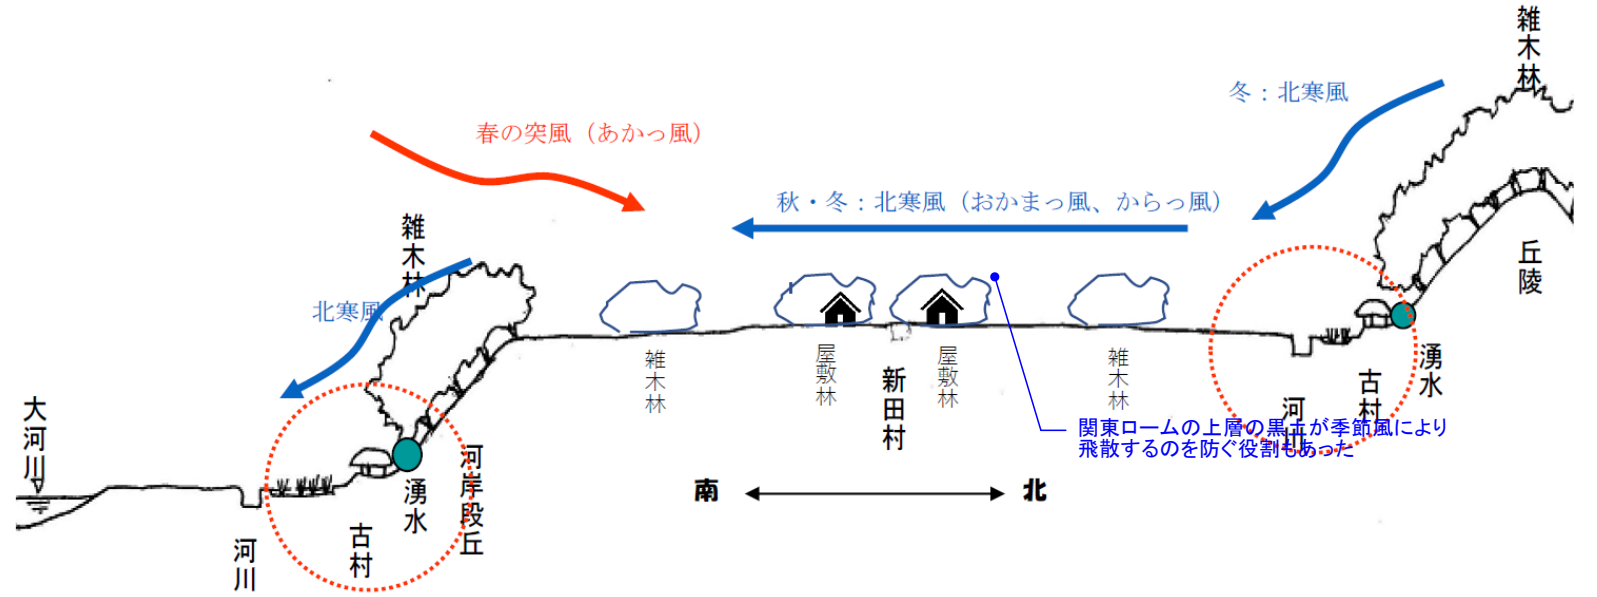 雑木林
冬：北寒風
春の突風（あかっ風）
秋・冬：北寒風（おかまっ風、からっ風）
雑木林
北寒風
丘陵
雑木林
屋敷林
新田村
屋敷林
雑木林
河川
古村
湧水
関東ロームの上層の黒土が季節風により
飛散するのを防ぐ役割もあった
大河川
南
北
河川
古村
湧水
河岸段丘